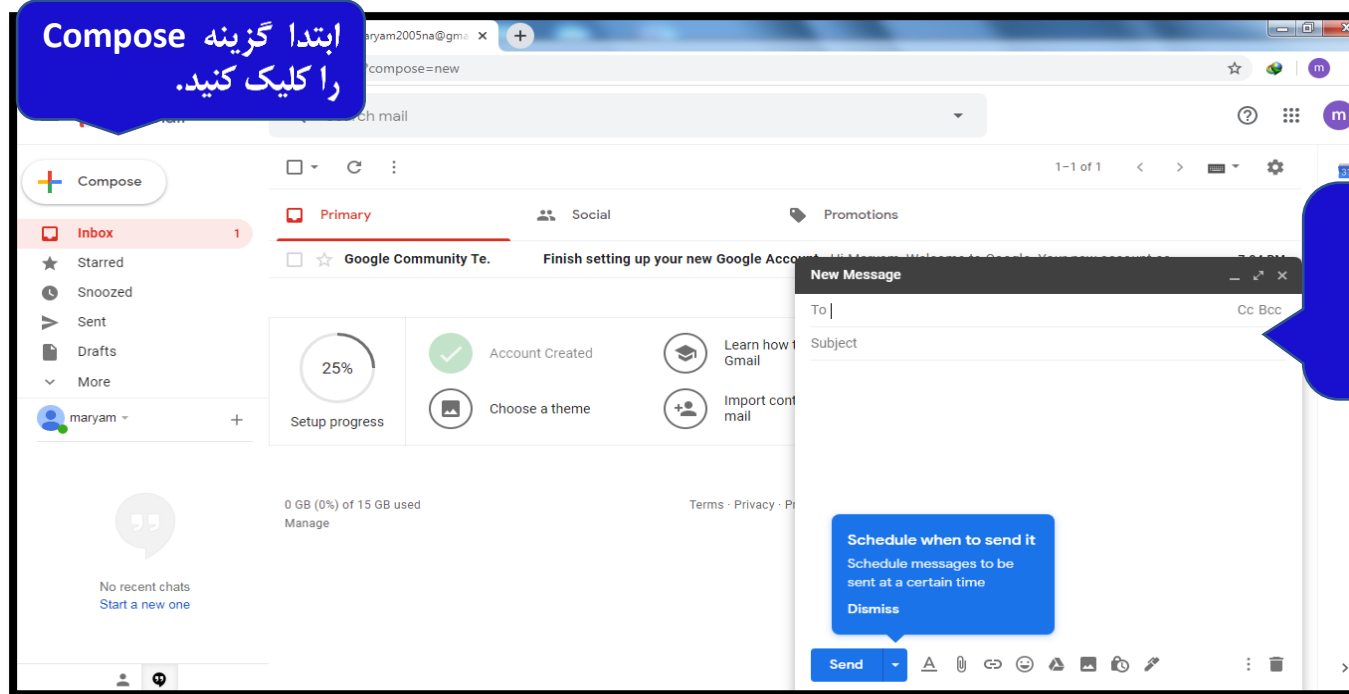 ابتدا گزینه Compose
را کلیک کنید.
aryam2005na@gma
?compose=new
m
ch mail
m
Compose
1-1 of 1
Primary
Social
Promotions
Inbox 1
Google Community Te. Finish setting up your new Google Account
Starred
Snoozed
Sent
Drafts
More
maryam
25%
Setup progress
Account Created
Learn how t
Gmail
Choose a theme
Import cont
mail
0 GB (0%) of 15 GB used
Manage
Terms · Privacy · P
No recent chats
Start a new one
New Message
To
Cc Bcc
Subject
Schedule when to send it
Schedule messages to be
sent at a certain time
Dismiss
Send